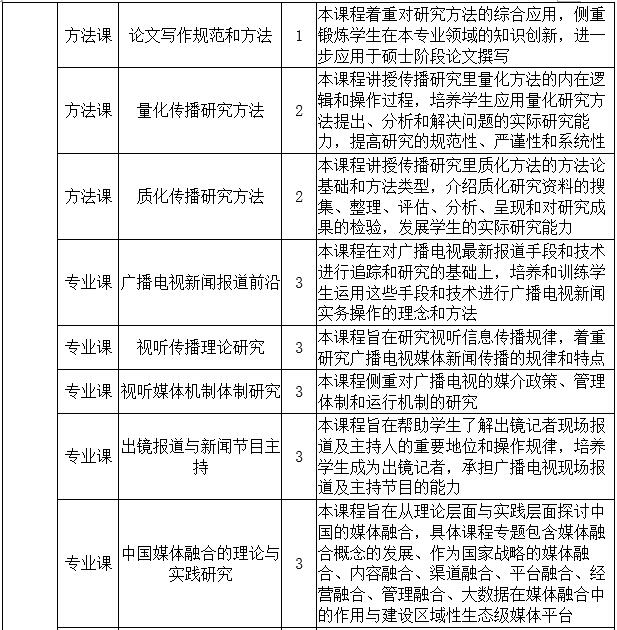 方法课 论文写作规范和方法 1 本课程着重对研究方法的综合应用，侧重
锻炼学生在本专业领域的知识创新，进一
步应用于硕士阶段论文撰写
方法课 量化传播研究方法 2 本课程讲授传播研究里量化方法的内在逻
辑和操作过程，培养学生应用量化研究方
法提出、分析和解决问题的实际研究能
力，提高研究的规范性、严谨性和系统性
方法课 质化传播研究方法 2 本课程讲授传播研究里质化方法的方法论
基础和方法类型，介绍质化研究资料的搜
集、整理、评估、分析、呈现和对研究成
果的检验，发展学生的实际研究能力
专业课 广播电视新闻报道前沿 3 本课程在对广播电视最新报道手段和技术
进行追踪和研究的基础上，培养和训练学
生运用这些手段和技术进行广播电视新闻
实务操作的理念和方法
专业课 视听传播理论研究 3 本课程旨在研究视听信息传播规律，着重
研究广播电视媒体新闻传播的规律和特点
专业课 视听媒体机制体制研究 3 本课程侧重对广播电视的媒介政策、管理
体制和运行机制的研究
专业课 出镜报道与新闻节目主
持 3 本课程旨在帮助学生了解出镜记者现场报
道及主持人的重要地位和操作规律，培养
学生成为出镜记者，承担广播电视现场报
道及主持节目的能力
专业课 中国媒体融合的理论与
实践研究 3 本课程旨在从理论层面与实践层面探讨中
国的媒体融合，具体课程专题包含媒体融
合概念的发展、作为国家战略的媒体融
合、内容融合、渠道融合、平台融合、经
营融合、管理融合、大数据在媒体融合中
的作用与建设区域性生态级媒体平台